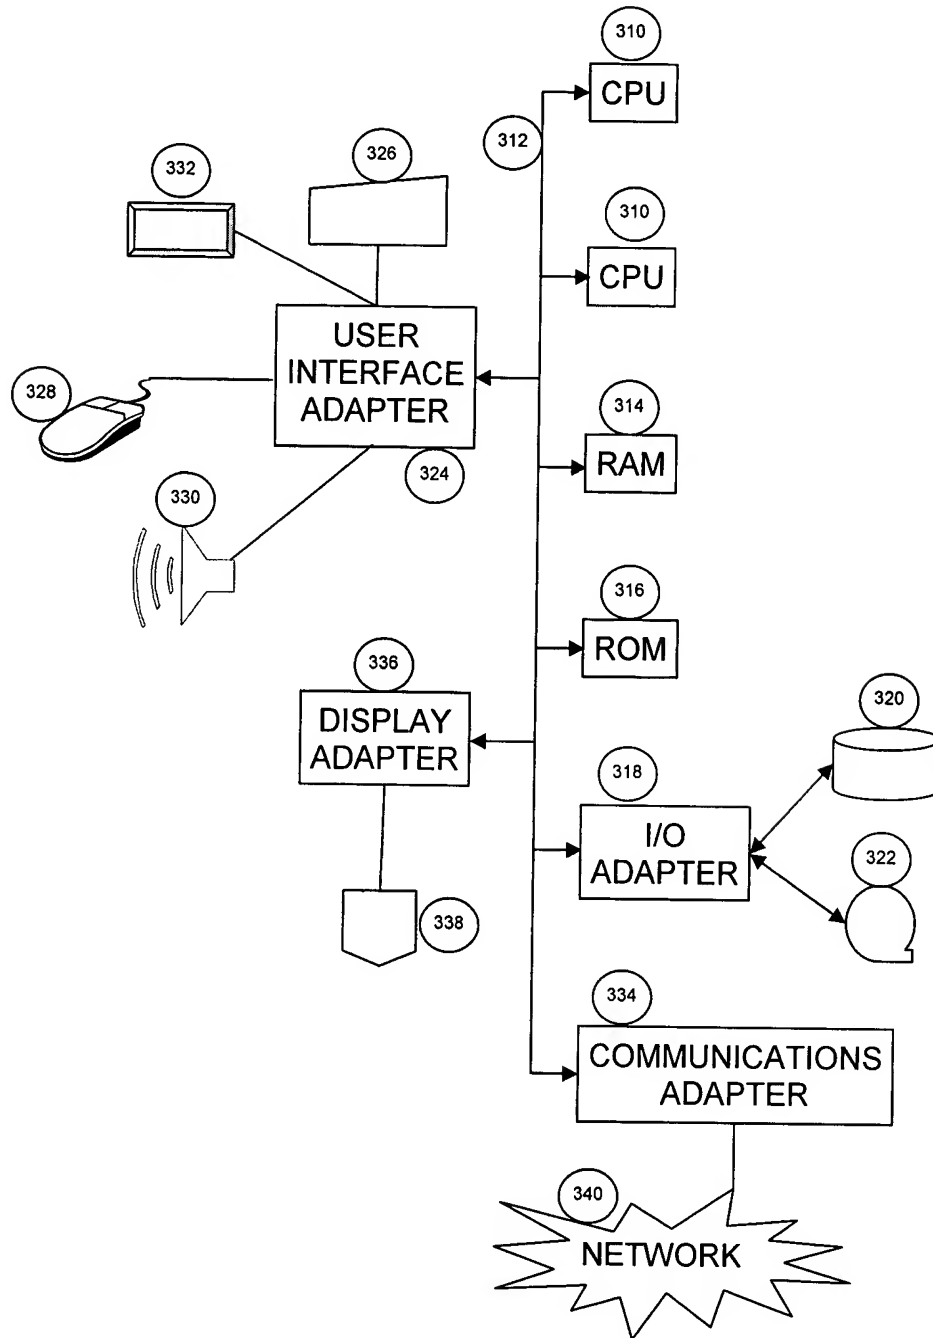 310
CPU
312
326
332
310
CPU
USER
INTERFACE
ADAPTER
328
314
RAM
324
330
316
ROM
336
DISPLAY
ADAPTER
320
318
I/O
ADAPTER
322
338
334
COMMUNICATIONS
ADAPTER
340
NETWORK